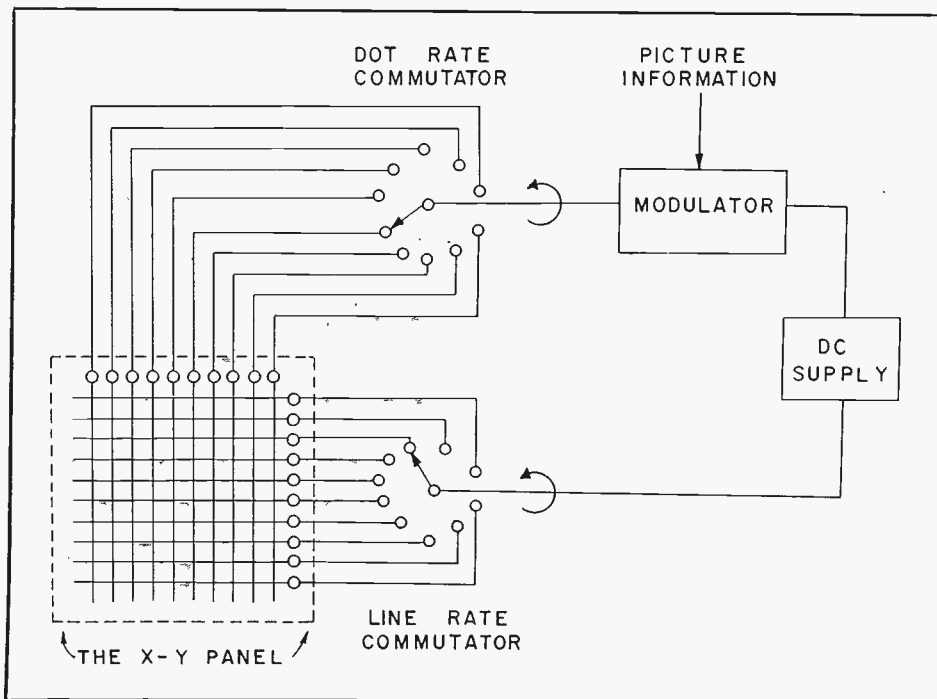 DOT RATE
COMMUTATOR
PICTURE
INFORMATION
MODULATOR
DC
SUPPLY
LINE RATE
COMMUTATOR
THE X-Y PANEL